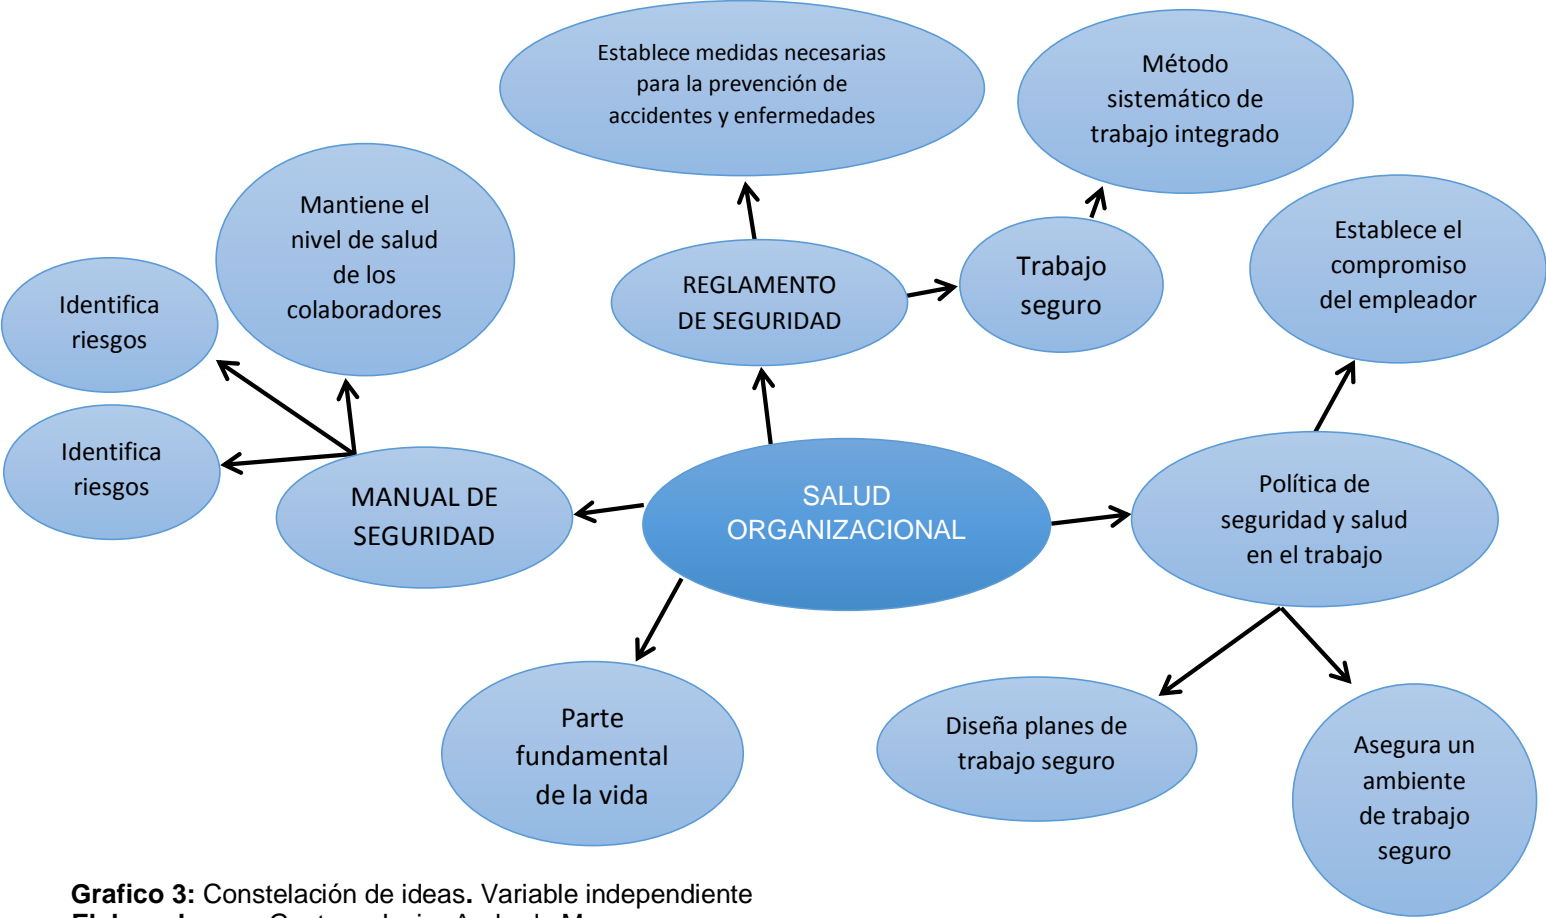 Establece medidas necesarias
para la prevención de
accidentes y enfermedades
Método
sistemático de
trabajo integrado
Mantiene el
nivel de salud
de los
colaboradores
Establece el
compromiso
del empleador
Identifica
riesgos
REGLAMENTO
DE SEGURIDAD
Trabajo
seguro
Identifica
riesgos
MANUAL DE
SEGURIDAD
SALUD
ORGANIZACIONAL
Política de
seguridad y salud
en el trabajo
Parte
fundamental
de la vida
Diseña planes de
trabajo seguro
Asegura un
ambiente
de trabajo
seguro
Grafico 3: Constelación de ideas. Variable independiente